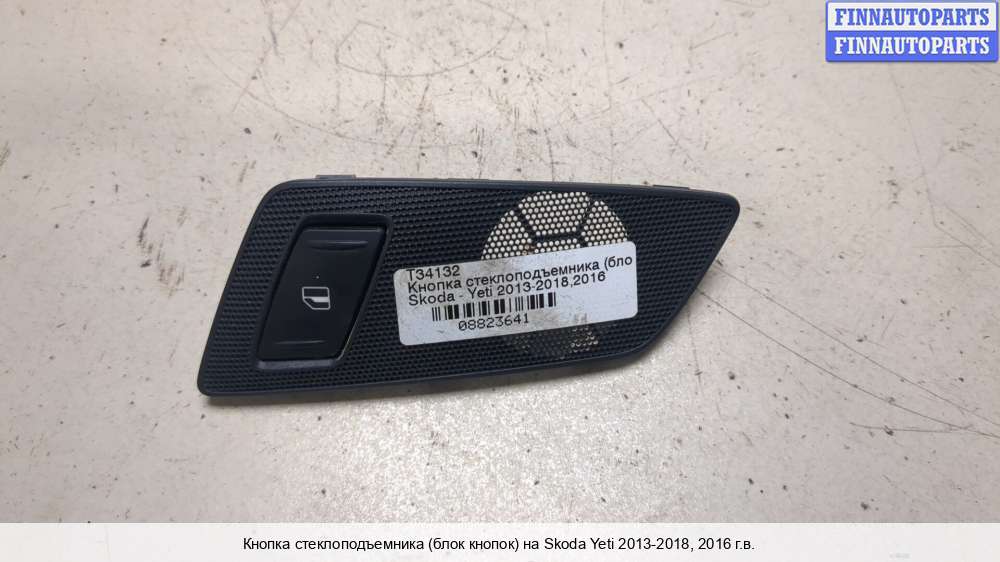 FINNAUTOPARTS
FINNAUTOPARTS
T34132
Кнопка стеклоподъемника (бло
Skoda - Yeti 2013-2018,2016
08823641
Кнопка стеклоподъемника (блок кнопок) на Skoda Yeti 2013-2018, 2016 г.в.